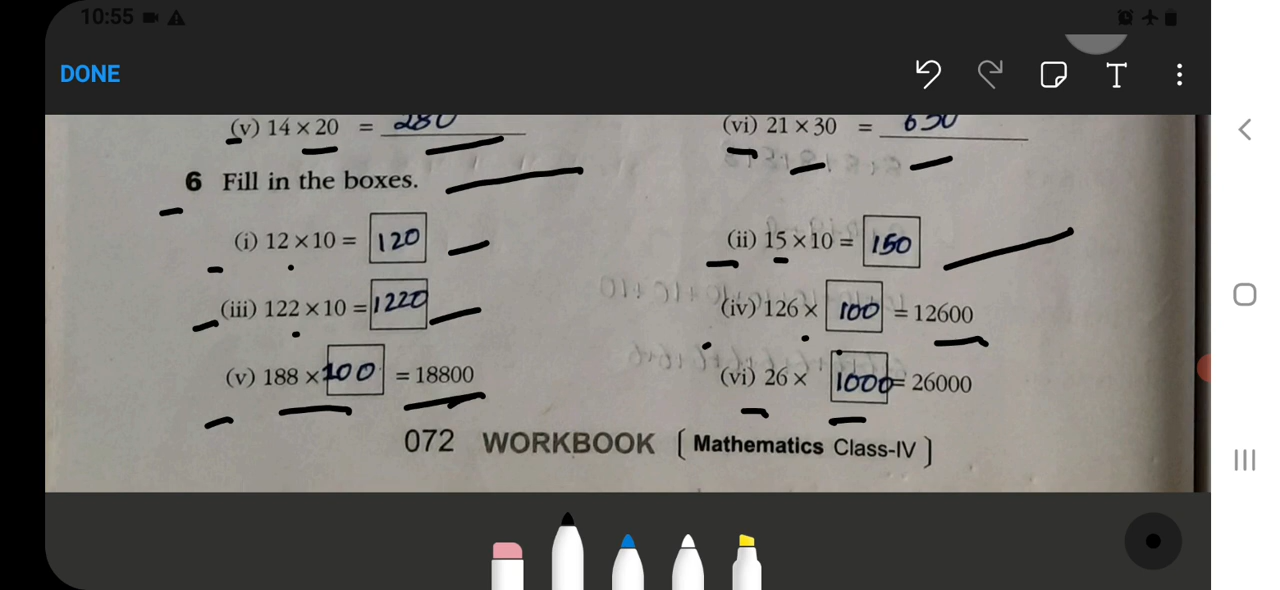 10:55
DONE
T
(v) 14 × 20 = 280 (vi) 21 × 30 = 630
6 Fill in the boxes.
(i) 12 × 10 = 120 (ii) 15 × 10 = 150
(iii) 122 × 10 = 1220 (iv) 126 × 100 = 12600
(v) 188 × 100 = 18800 (vi) 26 × 1000 = 26000
072 WORKBOOK [ Mathematics Class-IV ]